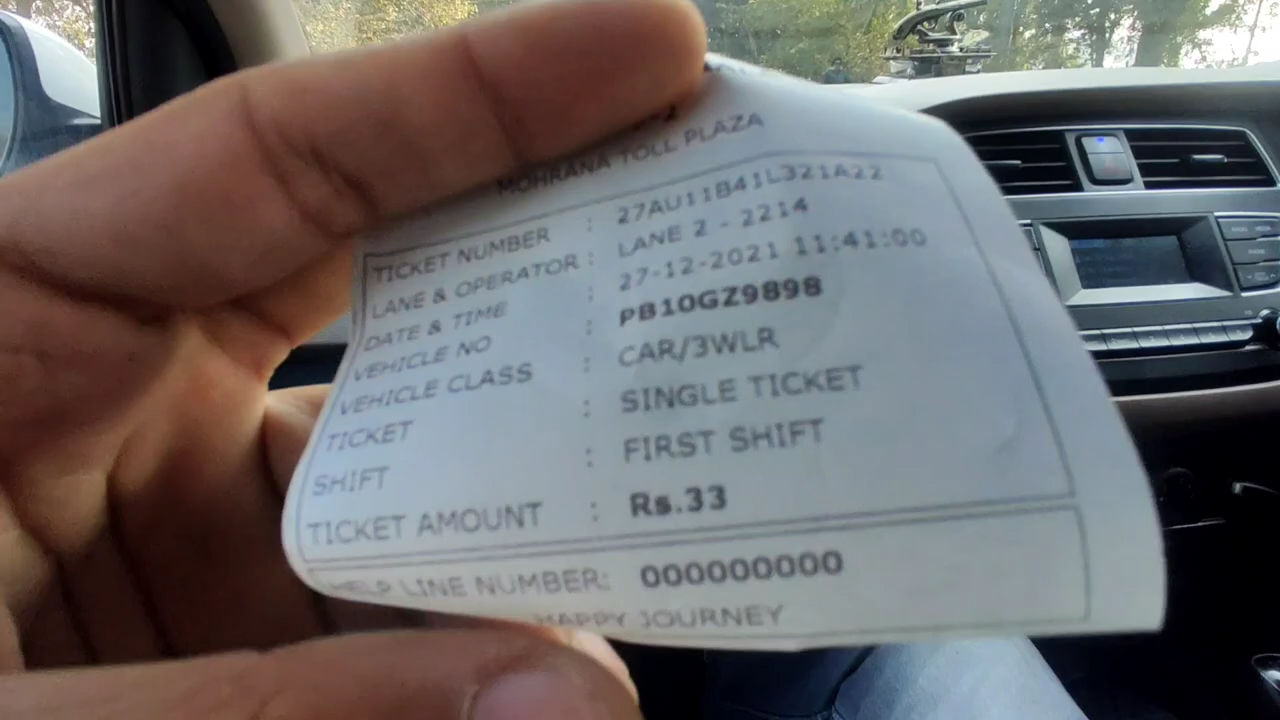 MOHRANA TOLL PLAZA
TICKET NUMBER : 27AU11B41L321A22
LANE & OPERATOR : LANE 2 - 2214
DATE & TIME : 27-12-2021 11:41:00
VEHICLE NO : PB10GZ9898
VEHICLE CLASS : CAR/3WLR
TICKET : SINGLE TICKET
SHIFT : FIRST SHIFT
TICKET AMOUNT : Rs.33
HELP LINE NUMBER: 000000000
HAPPY JOURNEY